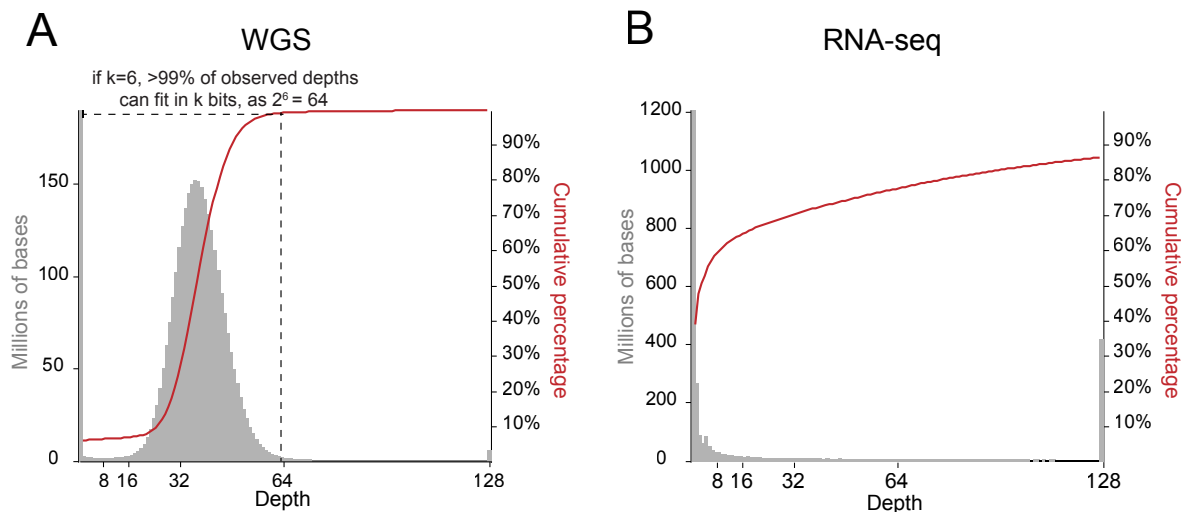 A
WGS
if k=6, >99% of observed depths
can fit in k bits, as 2⁶ = 64
Millions of bases
150
100
50
0
8 16 32 64 128
Depth
90%
80%
70%
60%
50%
40%
30%
20%
10%
Cumulative percentage
B
RNA-seq
Millions of bases
1200
1000
800
600
400
200
0
8 16 32 64 128
Depth
90%
80%
70%
60%
50%
40%
30%
20%
10%
Cumulative percentage